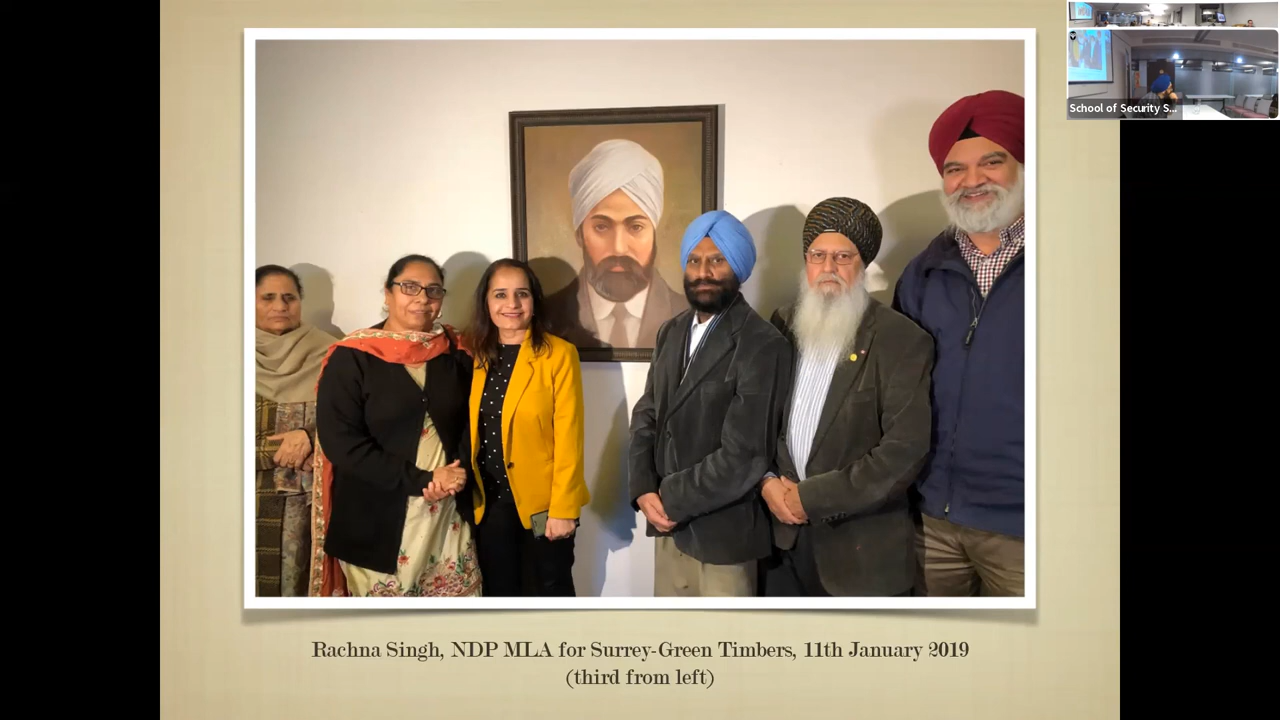 School of Security S...
Rachna Singh, NDP MLA for Surrey-Green Timbers, 11th January 2019
(third from left)